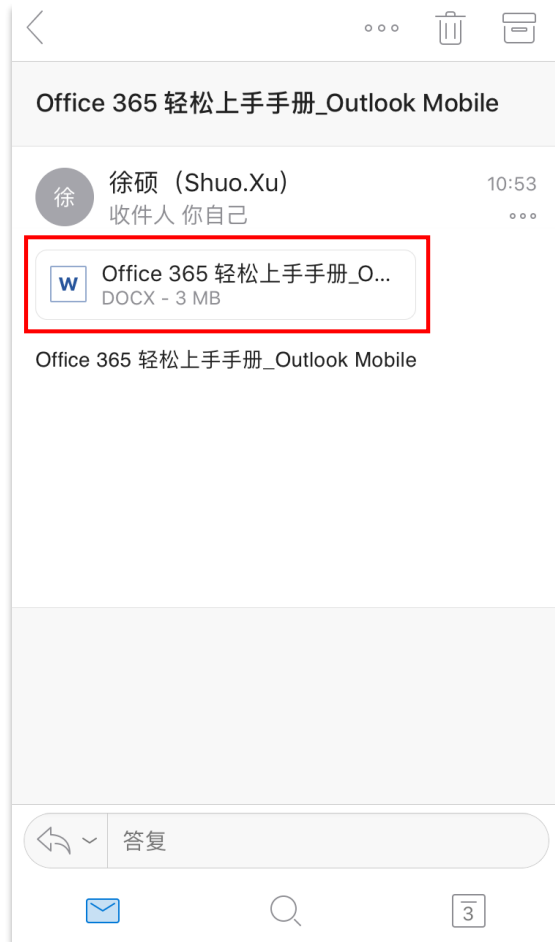 Office 365 轻松上手手册_Outlook Mobile
徐
徐硕（Shuo.Xu）
10:53
收件人 你自己
W
Office 365 轻松上手手册_O...
DOCX - 3 MB
Office 365 轻松上手手册_Outlook Mobile
答复
3